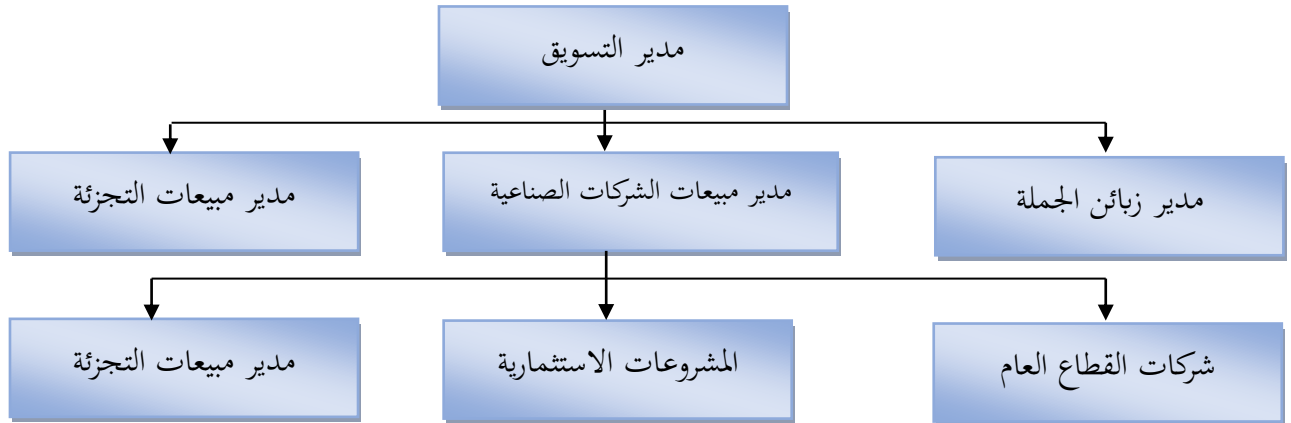 مدير التسويق
مدير زبائن الجملة
مدير مبيعات الشركات الصناعية
مدير مبيعات التجزئة
شركات القطاع العام
المشروعات الاستثمارية
مدير مبيعات التجزئة